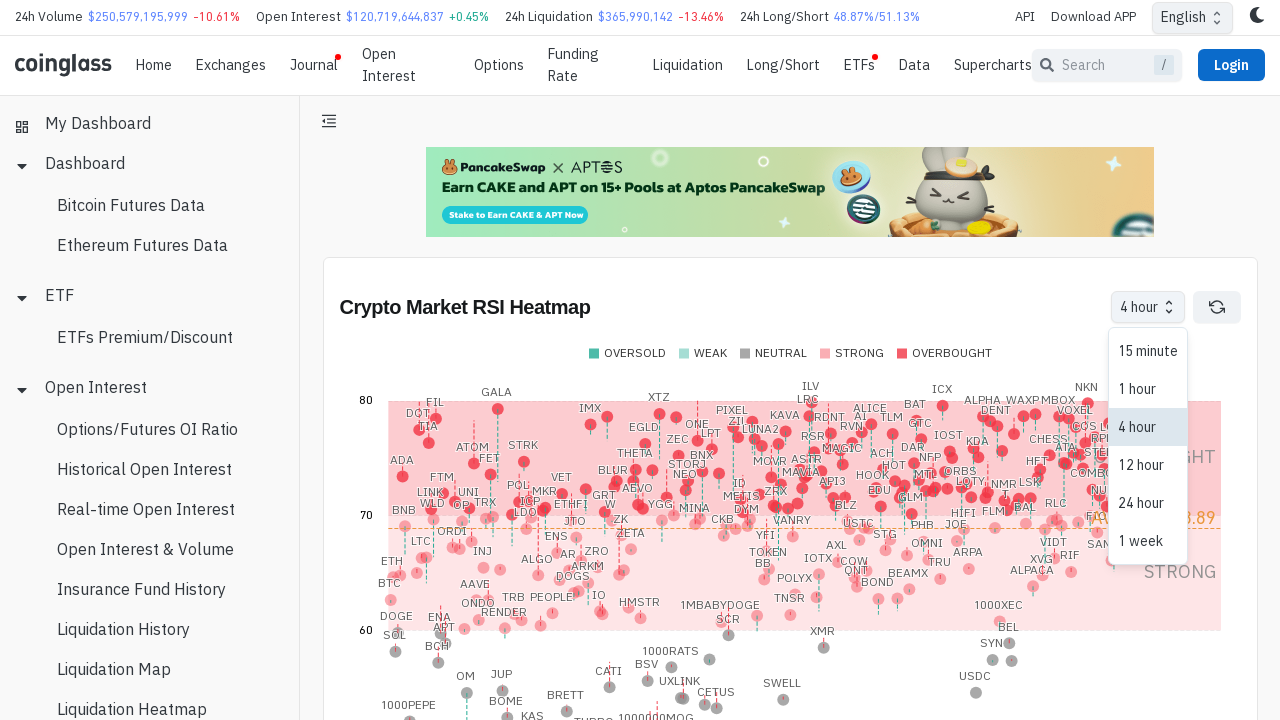 24h Volume $250,579,195,999 -10.61% Open Interest $120,719,644,837 +0.45% 24h Liquidation $365,990,142 -13.46% 24h Long/Short 48.87%/51.13% API Download APP English
coinglass Home Exchanges Journal Open Interest Options Funding Rate Liquidation Long/Short ETFs Data Supercharts Search / Login
My Dashboard
Dashboard
Bitcoin Futures Data
Ethereum Futures Data
ETF
ETFs Premium/Discount
Open Interest
Options/Futures OI Ratio
Historical Open Interest
Real-time Open Interest
Open Interest & Volume
Insurance Fund History
Liquidation History
Liquidation Map
Liquidation Heatmap
PancakeSwap × APTOS
Earn CAKE and APT on 15+ Pools at Aptos PancakeSwap
Stake to Earn CAKE & APT Now
Crypto Market RSI Heatmap
4 hour
15 minute
1 hour
4 hour
12 hour
24 hour
1 week
OVERSOLD WEAK NEUTRAL STRONG OVERBOUGHT
80
70
60
GALA
XTZ
ILV
LRC
ICX
NKN
FIL
DOT
TIA
IMX
PIXEL
KAVA
RDNT
ALICE
TLM
BAT
ALPHA
WAXP
MBOX
DENT
VOXEL
EGLD
ONE
LUNA2
RVN
ATOM
STRK
ZEC
LPT
RSR
IOST
KDA
CHESS
ADA
FET
THETA
BNX
MAGIC
ACH
DAR
ATA
FTM
VET
BLUR
STORJ
NEO
MOVR
ASTR
MAVIA
API3
HOOK
HOT
NFP
MTL
ORBS
LOTY
HFT
LSK
LINK
WLD
UNI
TRX
POL
MKR
ETHFI
GRT
AEVO
YGG
MINA
ID
METIS
DYM
ZRX
BLZ
EDU
GLM
NMR
BAL
RLC
BNB
ICP
LDO
JTO
ZK
CKB
VANRY
USTC
PHB
HIFI
JOE
FLM
LTC
ORDI
ENS
ZETA
YFI
AXL
STG
OMNI
ARPA
VIDT
ETH
INJ
ALGO
AR
ZRO
TOKEN
IOTX
COW
TRU
XVG
RIF
BTC
AAVE
DOGS
ARKM
BB
POLYX
QNT
BOND
BEAMX
ALPACA
STRONG
ONDO
TRB
PEOPLE
IO
HMSTR
1MBABYDOGE
TNSR
1000XEC
DOGE
RENDER
ENA
APT
SCR
BEL
SOL
XMR
SYN
BCH
1000RATS
BSV
CATI
OM
JUP
UXLINK
CETUS
SWELL
USDC
1000PEPE
BOME
BRETT
KAS
1000000MOG